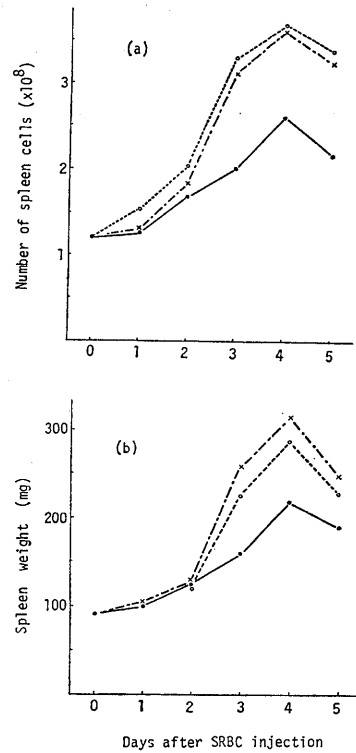 (a)
Number of spleen cells (x10⁸)
3
2
1
0 1 2 3 4 5
(b)
Spleen weight (mg)
300
200
100
0 1 2 3 4 5
Days after SRBC injection